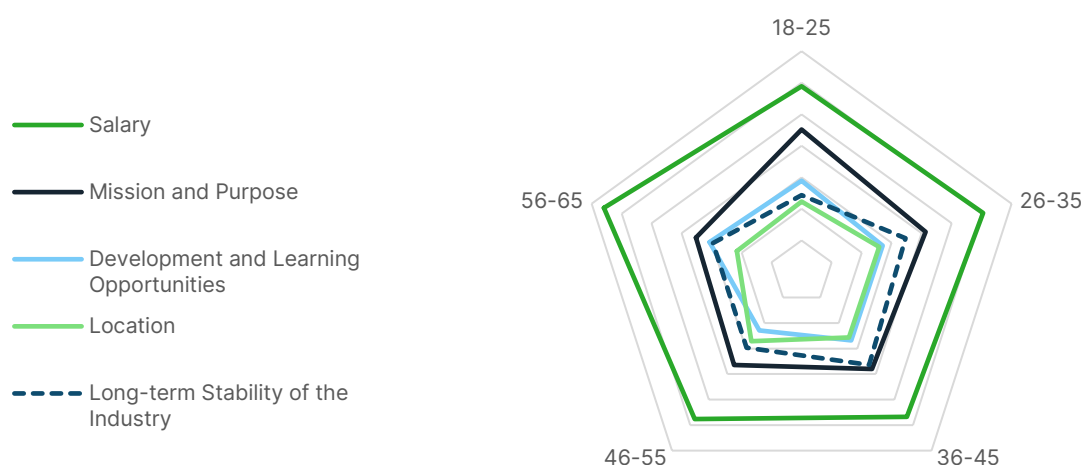 Salary
Mission and Purpose
Development and Learning
Opportunities
Location
Long-term Stability of the
Industry
18-25
26-35
36-45
46-55
56-65